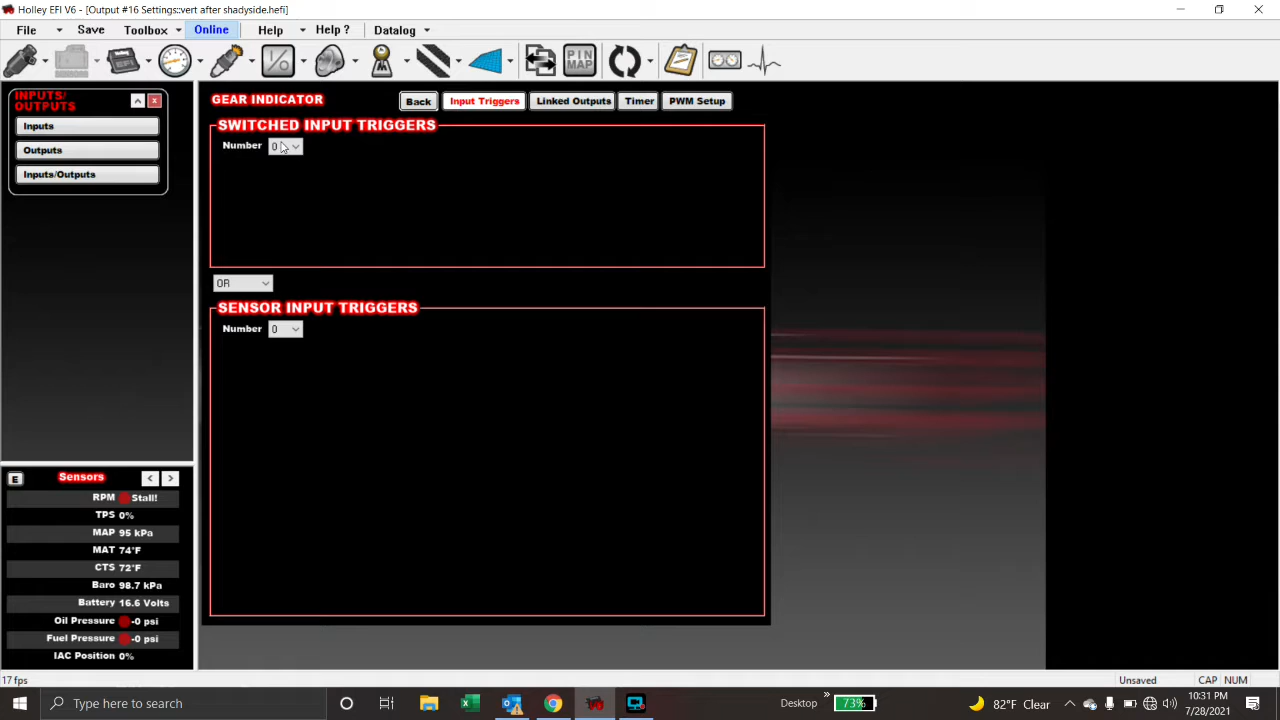 Holley EFI V6 - [Output #16 Settings::vert after shadyside.hefi]
File Save Toolbox Online Help Help ? Datalog
EFI I/O PIN MAP
INPUTS/
OUTPUTS
Inputs
Outputs
Inputs/Outputs
GEAR INDICATOR Back Input Triggers Linked Outputs Timer PWM Setup
SWITCHED INPUT TRIGGERS
Number 0
OR
SENSOR INPUT TRIGGERS
Number 0
E Sensors < >
RPM Stall!
TPS 0%
MAP 95 kPa
MAT 74°F
CTS 72°F
Baro 98.7 kPa
Battery 16.6 Volts
Oil Pressure -0 psi
Fuel Pressure -0 psi
IAC Position 0%
17 fps Unsaved CAP NUM
Type here to search Desktop 73% 82°F Clear 10:31 PM
7/28/2021